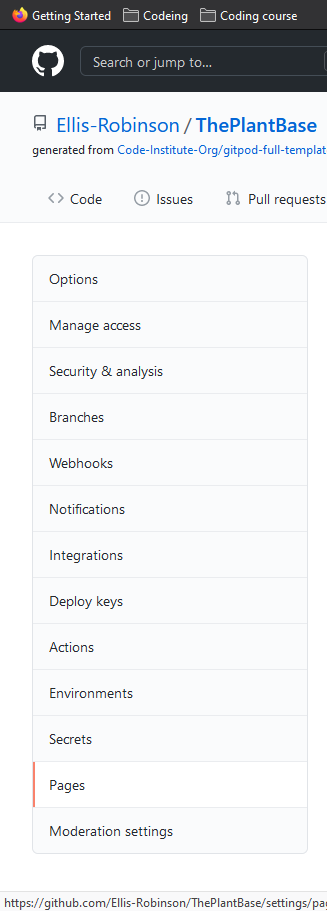 Getting Started Codeing Coding course
Search or jump to...
Ellis-Robinson / ThePlantBase
generated from Code-Institute-Org/gitpod-full-templat
Code Issues Pull requests
Options
Manage access
Security & analysis
Branches
Webhooks
Notifications
Integrations
Deploy keys
Actions
Environments
Secrets
Pages
Moderation settings
https://github.com/Ellis-Robinson/ThePlantBase/settings/pag